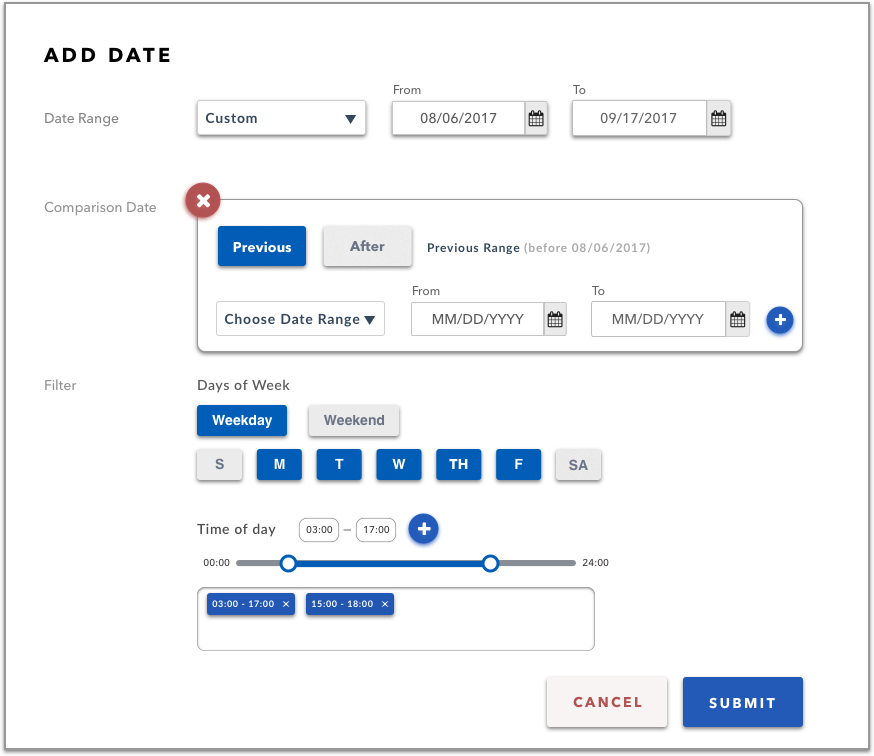 ADD DATE
From To
Date Range Custom 08/06/2017 09/17/2017
Comparison Date
Previous After Previous Range (before 08/06/2017)
From To
Choose Date Range MM/DD/YYYY MM/DD/YYYY
Filter Days of Week
Weekday Weekend
S M T W TH F SA
Time of day 03:00 – 17:00
00:00 24:00
03:00 - 17:00 × 15:00 - 18:00 ×
CANCEL SUBMIT